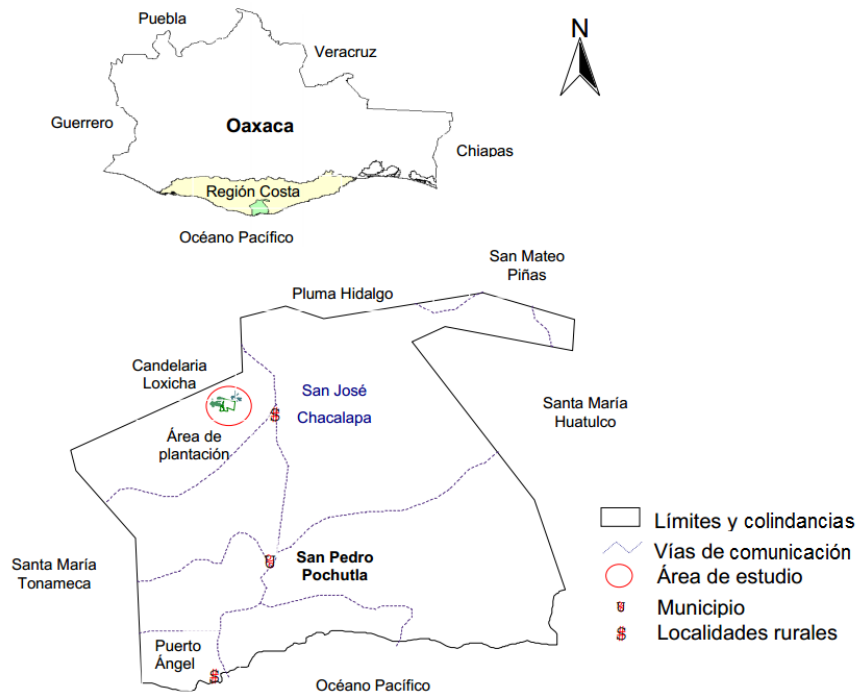 Puebla
N
Veracruz
Guerrero
Oaxaca
Chiapas
Región Costa
Océano Pacífico
San Mateo
Piñas
Pluma Hidalgo
Candelaria
Loxicha
San José
Chacalapa
Santa María
Huatulco
Área de
plantación
Límites y colindancias
Vías de comunicación
Área de estudio
Municipio
Localidades rurales
Santa María
Tonameca
San Pedro
Pochutla
Puerto
Ángel
Océano Pacífico